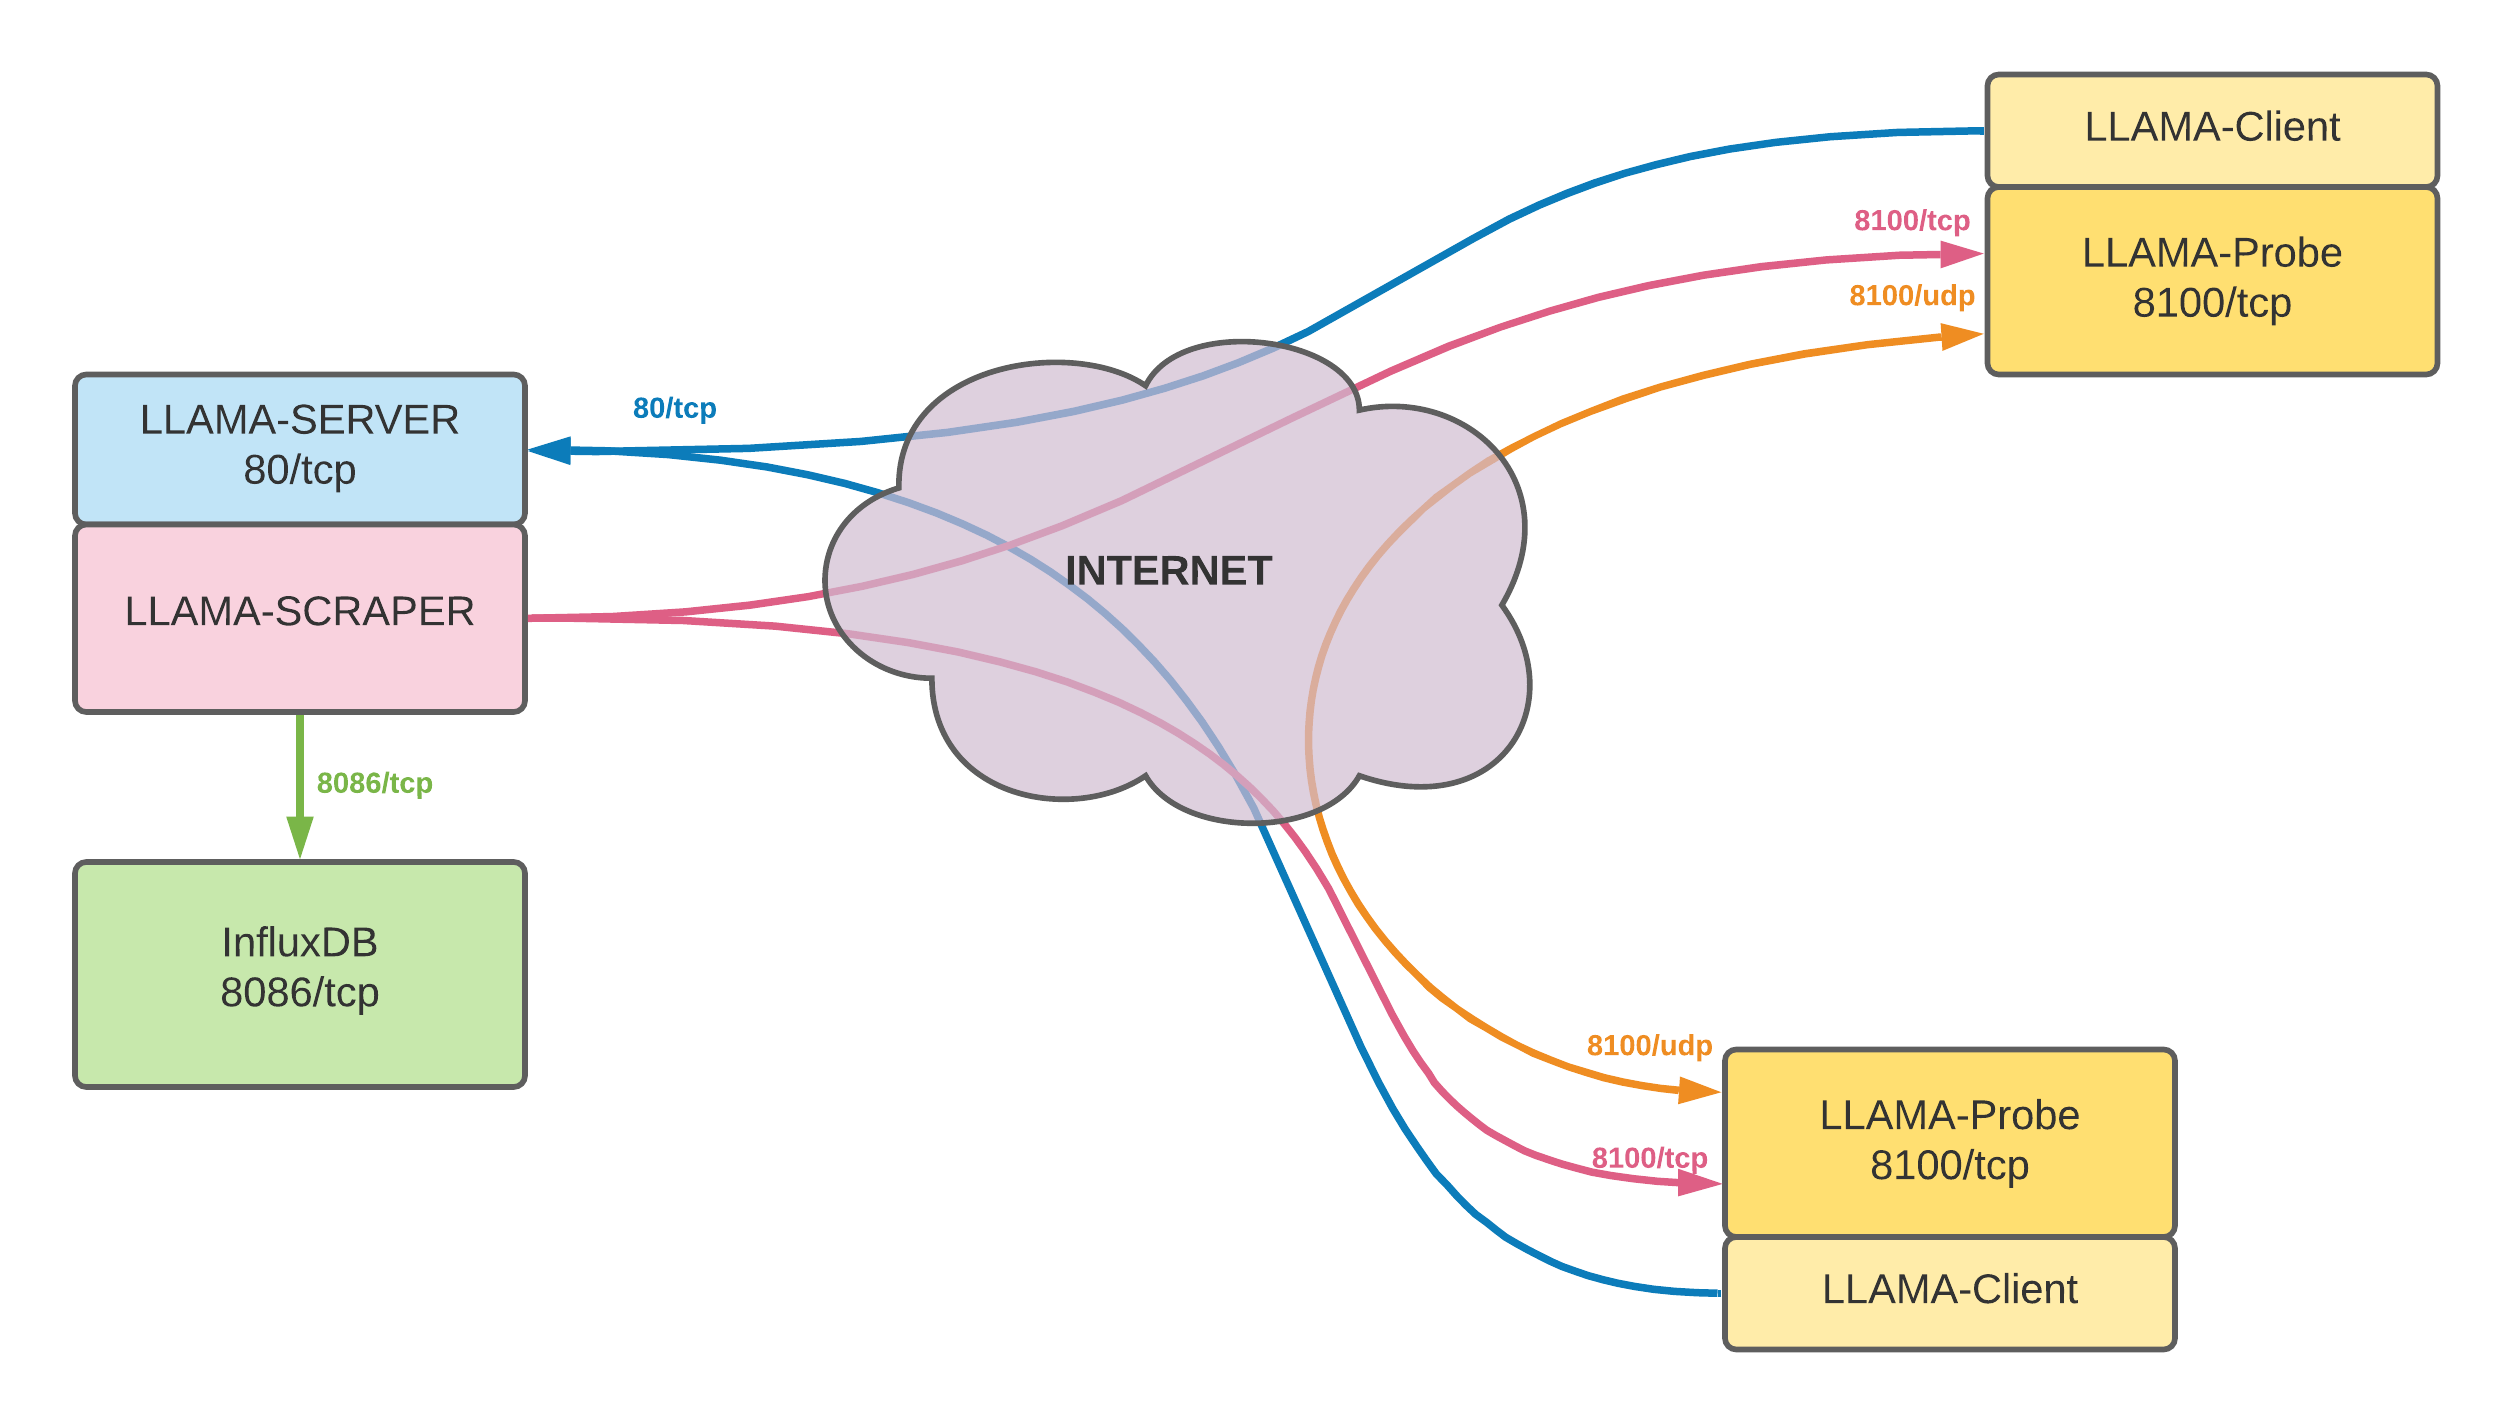 LLAMA-Client
8100/tcp
LLAMA-Probe
8100/tcp
8100/udp
LLAMA-SERVER
80/tcp
80/tcp
INTERNET
LLAMA-SCRAPER
8086/tcp
InfluxDB
8086/tcp
8100/udp
LLAMA-Probe
8100/tcp
8100/tcp
LLAMA-Client